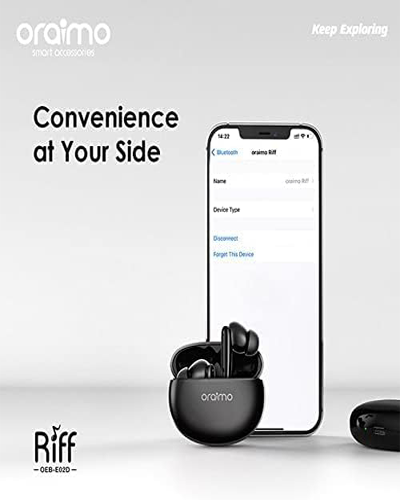 oraimo
smart accessories
Keep Exploring
Convenience
at Your Side
14:22
Bluetooth
oraimo Riff
Name
oraimo Riff
Device Type
Disconnect
Forget This Device
oraimo
Riff
OEB-E02D